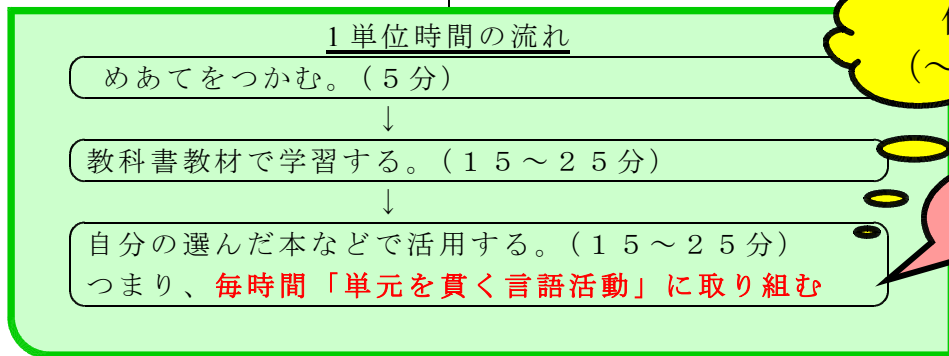 1単位時間の流れ
めあてをつかむ。(5分)
↓
教科書教材で学習する。(15～25分)
↓
自分の選んだ本などで活用する。(15～25分)
つまり、毎時間「単元を貫く言語活動」に取り組む
(～